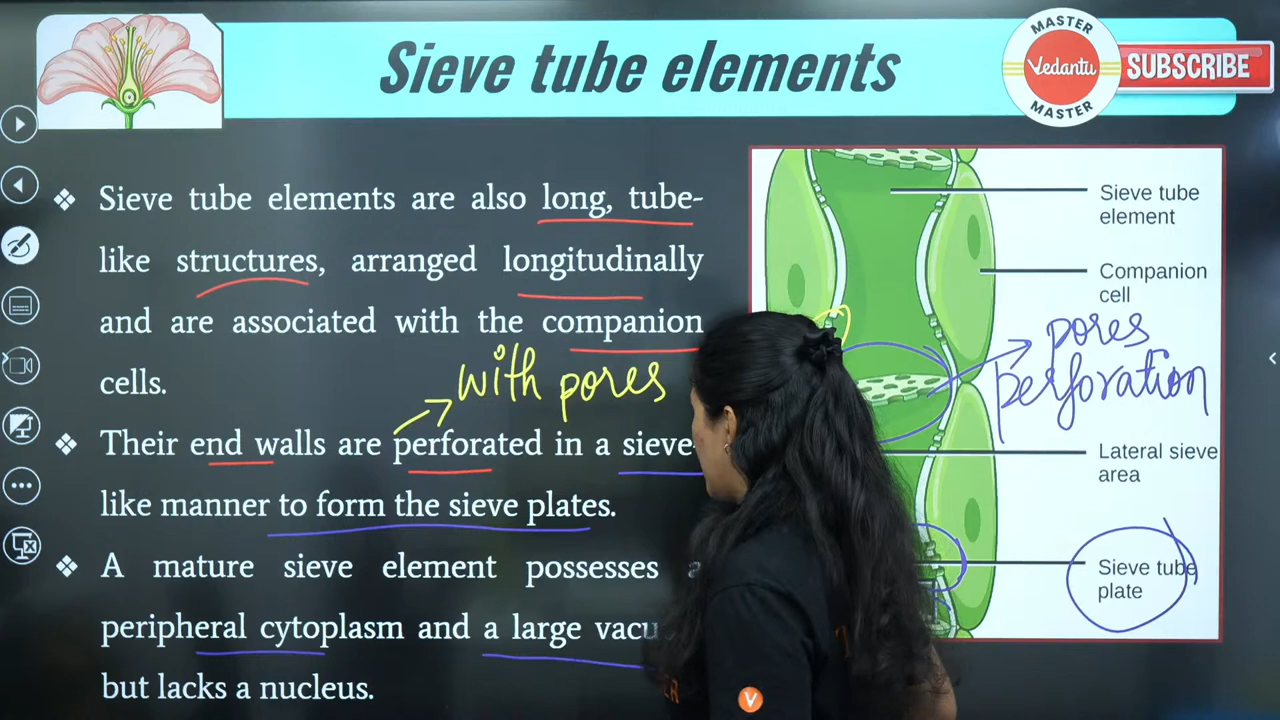 Sieve tube elements
MASTER
Vedantu
MASTER
SUBSCRIBE
❖ Sieve tube elements are also long, tube-
like structures, arranged longitudinally
and are associated with the companion
cells.
with pores
❖ Their end walls are perforated in a sieve-
like manner to form the sieve plates.
❖ A mature sieve element possesses
peripheral cytoplasm and a large
but lacks a nucleus.
Sieve tube
element
Companion
cell
pores
perforation
Lateral sieve
area
Sieve tube
plate
V